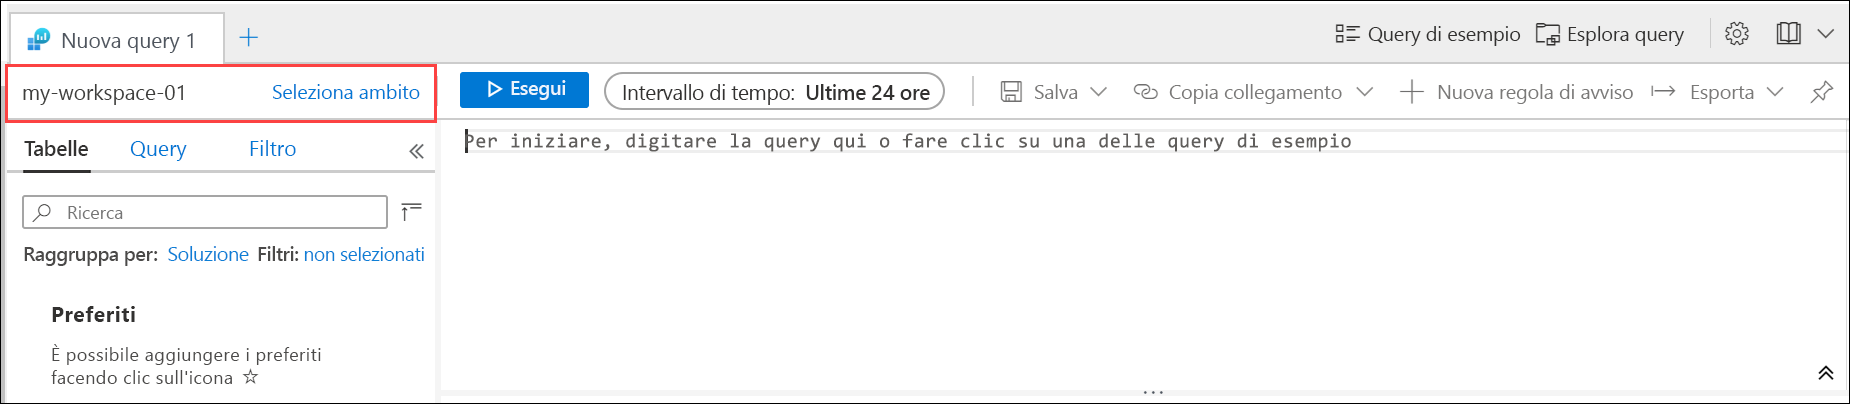 Nuova query 1
Query di esempio Esplora query
my-workspace-01 Seleziona ambito
Esegui Intervallo di tempo: Ultime 24 ore Salva Copia collegamento Nuova regola di avviso Esporta
Tabelle Query Filtro
Per iniziare, digitare la query qui o fare clic su una delle query di esempio
Ricerca
Raggruppa per: Soluzione Filtri: non selezionati
Preferiti
È possibile aggiungere i preferiti
facendo clic sull'icona ☆